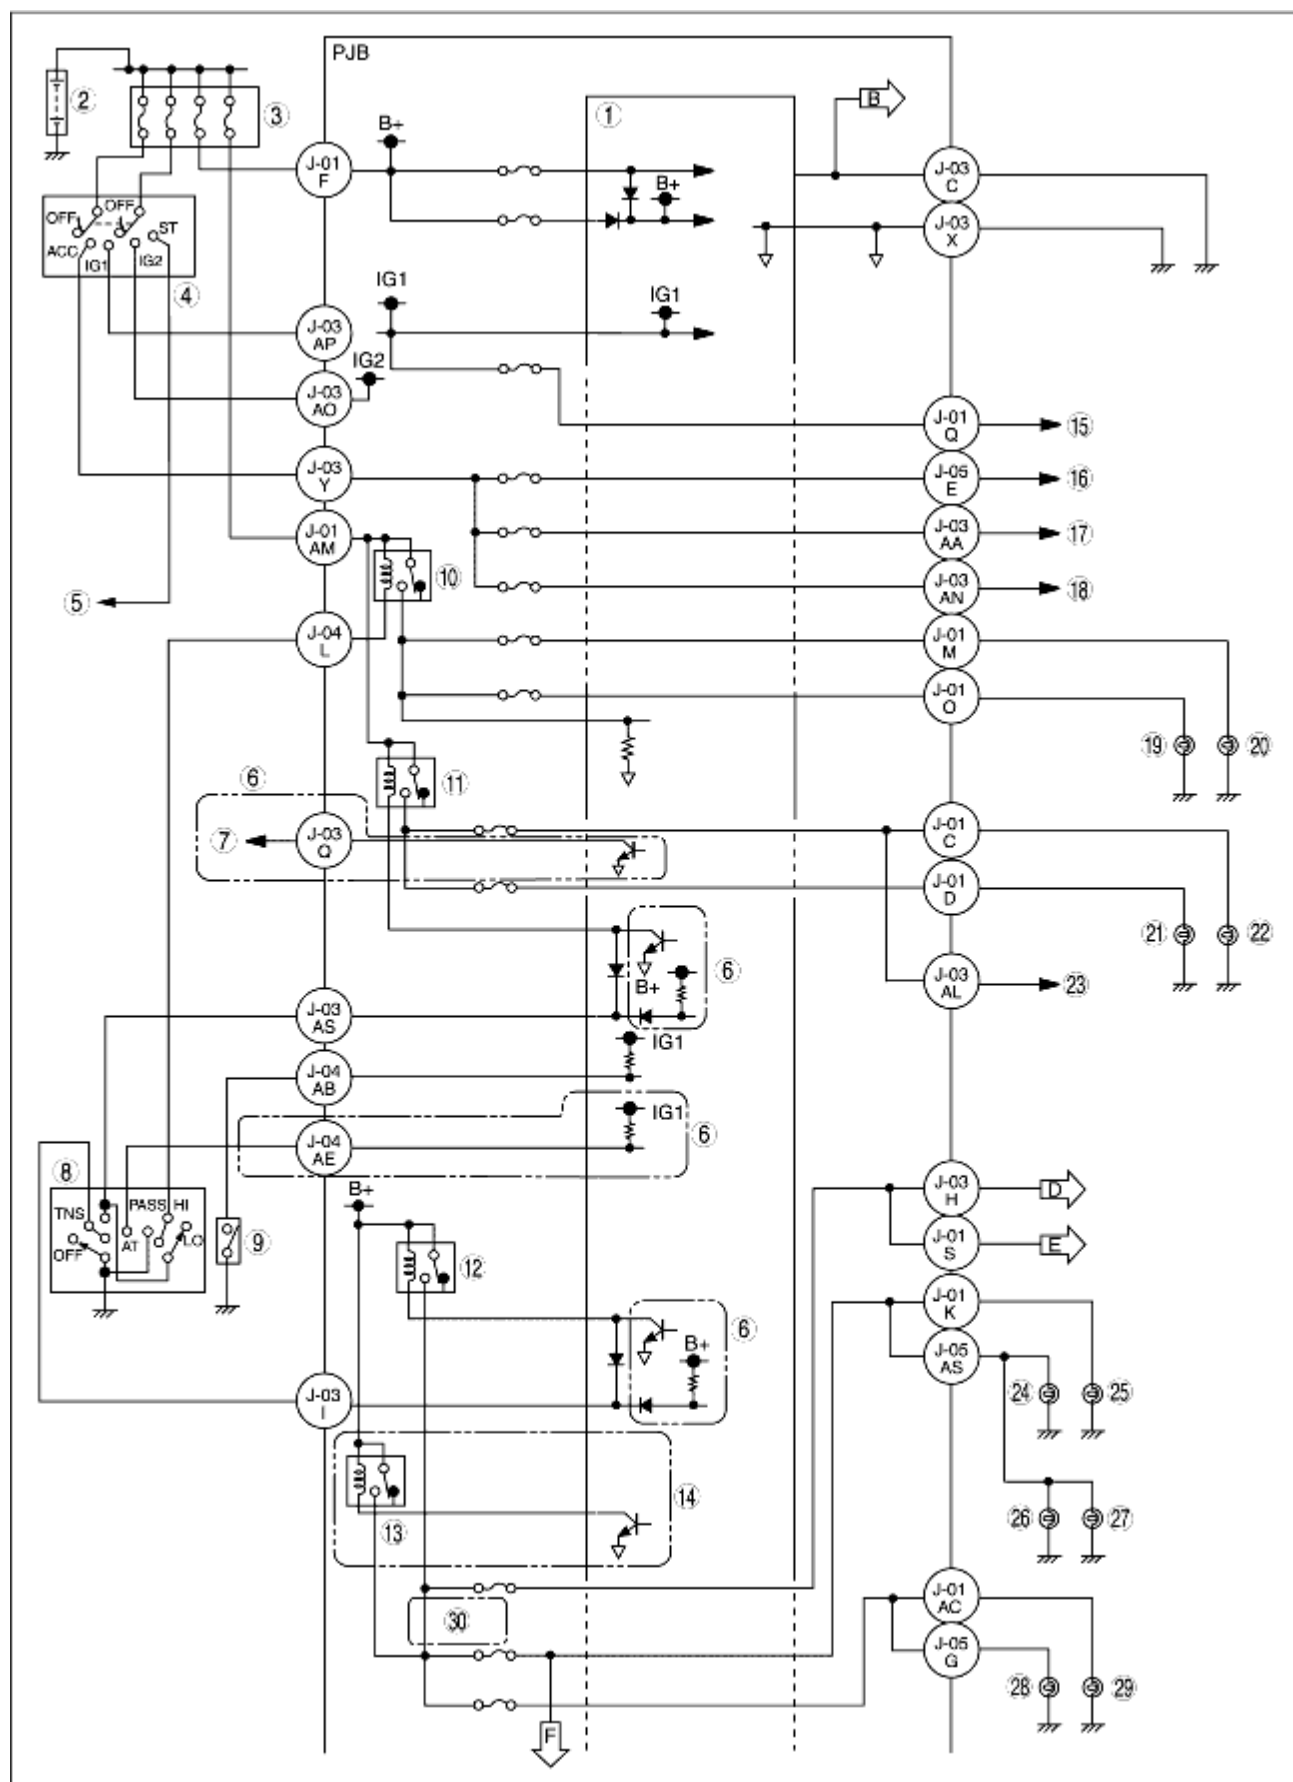 PJB
①
B
②
③
B+
J-01
F
J-03
C
B+
OFF
OFF
ST
J-03
X
ACC
IG1
IG2
④
IG1
IG1
J-03
AP
IG2
J-03
AO
J-01
Q
⑮
J-03
Y
J-05
E
⑯
J-01
AM
J-03
AA
⑰
⑩
J-03
AN
⑱
⑤
J-04
L
J-01
M
J-01
O
⑲
⑳
⑪
⑥
⑦
J-03
Q
J-01
C
J-01
D
㉑
㉒
⑥
B+
J-03
AL
㉓
J-03
AS
IG1
J-04
AB
IG1
⑥
J-04
AE
⑧
B+
J-03
H
D
PASS
HI
TNS
AT
LO
OFF
⑨
J-01
S
E
⑫
J-01
K
⑥
B+
J-05
AS
㉔
㉕
J-03
I
⑬
⑭
㉖
㉗
J-01
AC
㉚
J-05
G
㉘
㉙
F